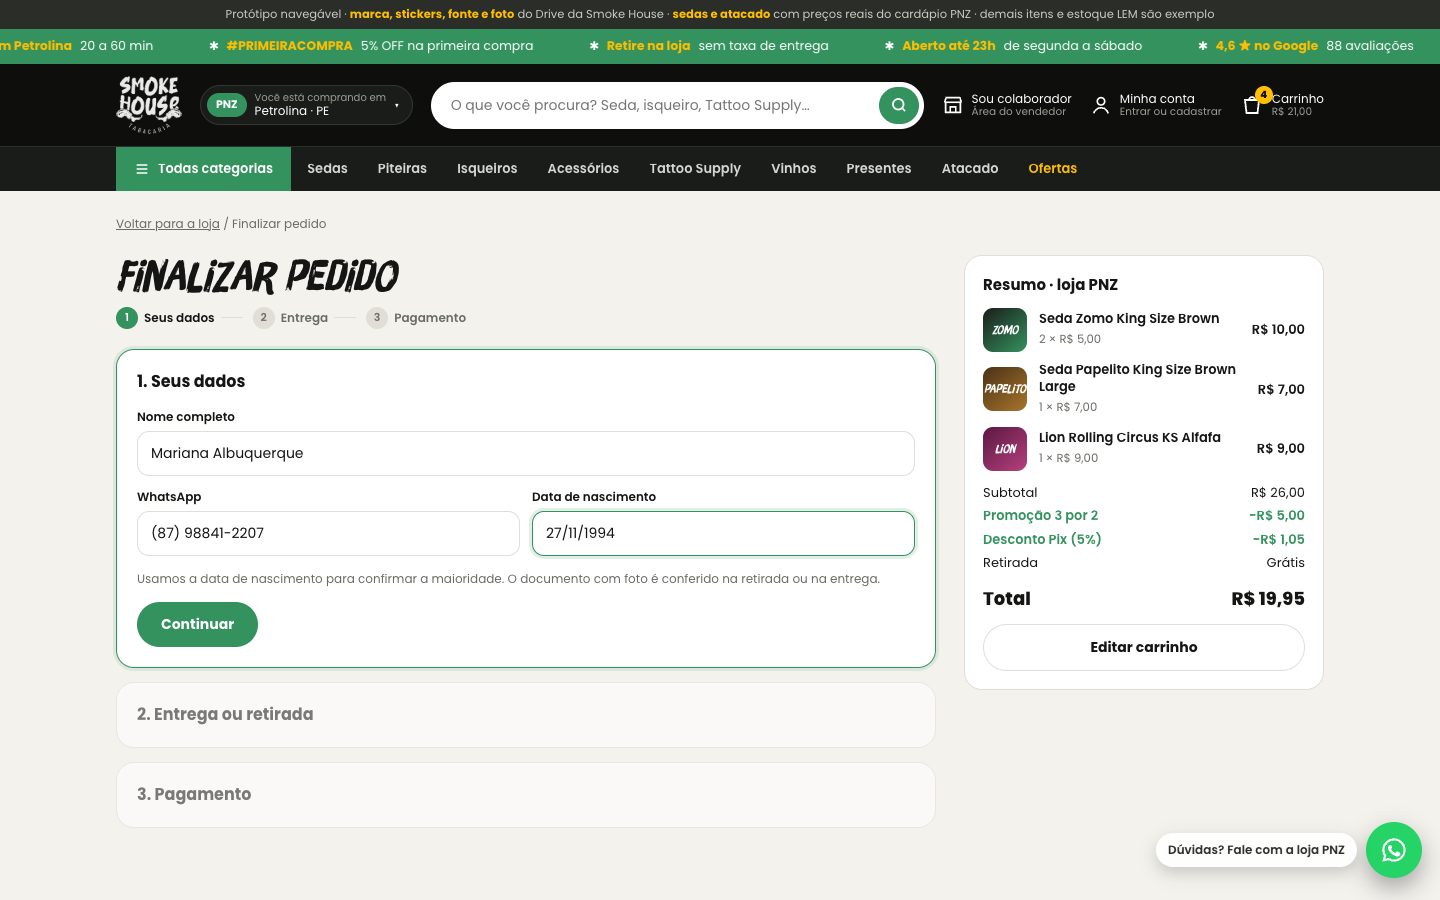 Protótipo navegável · marca, stickers, fonte e foto do Drive da Smoke House · sedas e atacado com preços reais do cardápio PNZ · demais itens e estoque LEM são exemplo
m Petrolina 20 a 60 min ✱ #PRIMEIRACOMPRA 5% OFF na primeira compra ✱ Retire na loja sem taxa de entrega ✱ Aberto até 23h de segunda a sábado ✱ 4,6 ★ no Google 88 avaliações
SMOKE
HOUSE
TABACARIA
PNZ
Você está comprando em
Petrolina · PE
O que você procura? Seda, isqueiro, Tattoo Supply…
Sou colaborador
Área do vendedor
Minha conta
Entrar ou cadastrar
4
Carrinho
R$ 21,00
Todas categorias
Sedas
Piteiras
Isqueiros
Acessórios
Tattoo Supply
Vinhos
Presentes
Atacado
Ofertas
Voltar para a loja / Finalizar pedido
FINALIZAR PEDIDO
1 Seus dados
2 Entrega
3 Pagamento
1. Seus dados
Nome completo
Mariana Albuquerque
WhatsApp
(87) 98841-2207
Data de nascimento
27/11/1994
Usamos a data de nascimento para confirmar a maioridade. O documento com foto é conferido na retirada ou na entrega.
Continuar
2. Entrega ou retirada
3. Pagamento
Resumo · loja PNZ
ZOMO
Seda Zomo King Size Brown
2 × R$ 5,00
R$ 10,00
PAPELITO
Seda Papelito King Size Brown
Large
1 × R$ 7,00
R$ 7,00
LION
Lion Rolling Circus KS Alfafa
1 × R$ 9,00
R$ 9,00
Subtotal R$ 26,00
Promoção 3 por 2 -R$ 5,00
Desconto Pix (5%) -R$ 1,05
Retirada Grátis
Total R$ 19,95
Editar carrinho
Dúvidas? Fale com a loja PNZ